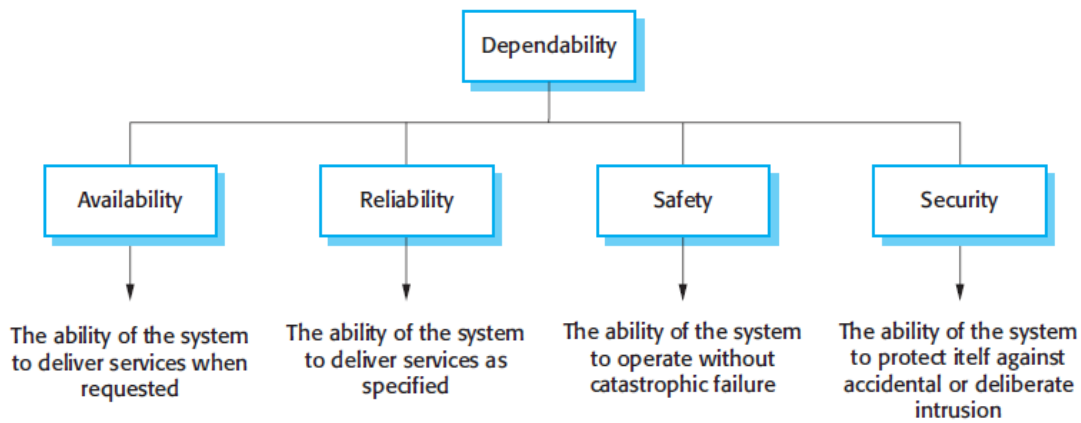 Dependability
Availability
Reliability
Safety
Security
The ability of the system
to deliver services when
requested
The ability of the system
to deliver services as
specified
The ability of the system
to operate without
catastrophic failure
The ability of the system
to protect itelf against
accidental or deliberate
intrusion